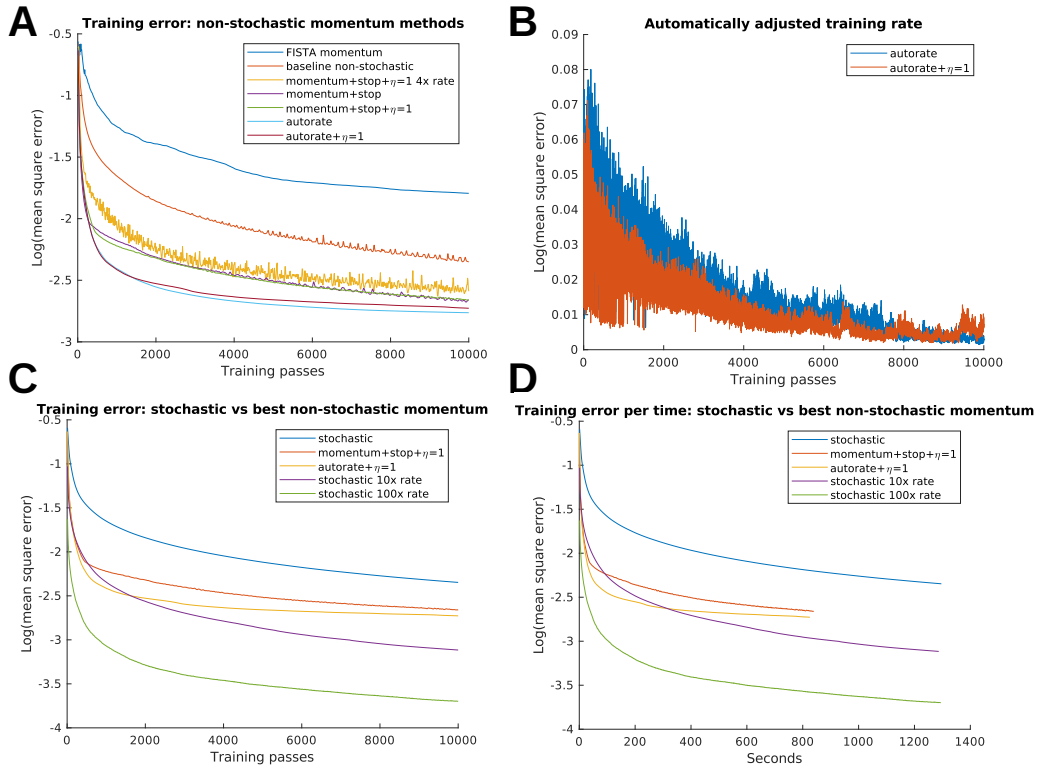 A
Training error: non-stochastic momentum methods
-0.5
-1
-1.5
-2
-2.5
-3
0
2000
4000
6000
8000
10000
Log(mean square error)
Training passes
FISTA momentum
baseline non-stochastic
momentum+stop+η=1 4x rate
momentum+stop
momentum+stop+η=1
autorate
autorate+η=1
B
Automatically adjusted training rate
0.09
0.08
0.07
0.06
0.05
0.04
0.03
0.02
0.01
0
0
2000
4000
6000
8000
10000
Log(mean square error)
Training passes
autorate
autorate+η=1
C
Training error: stochastic vs best non-stochastic momentum
-0.5
-1
-1.5
-2
-2.5
-3
-3.5
-4
0
2000
4000
6000
8000
10000
Log(mean square error)
Training passes
stochastic
momentum+stop+η=1
autorate+η=1
stochastic 10x rate
stochastic 100x rate
D
Training error per time: stochastic vs best non-stochastic momentum
-0.5
-1
-1.5
-2
-2.5
-3
-3.5
-4
0
200
400
600
800
1000
1200
1400
Log(mean square error)
Seconds
stochastic
momentum+stop+η=1
autorate+η=1
stochastic 10x rate
stochastic 100x rate